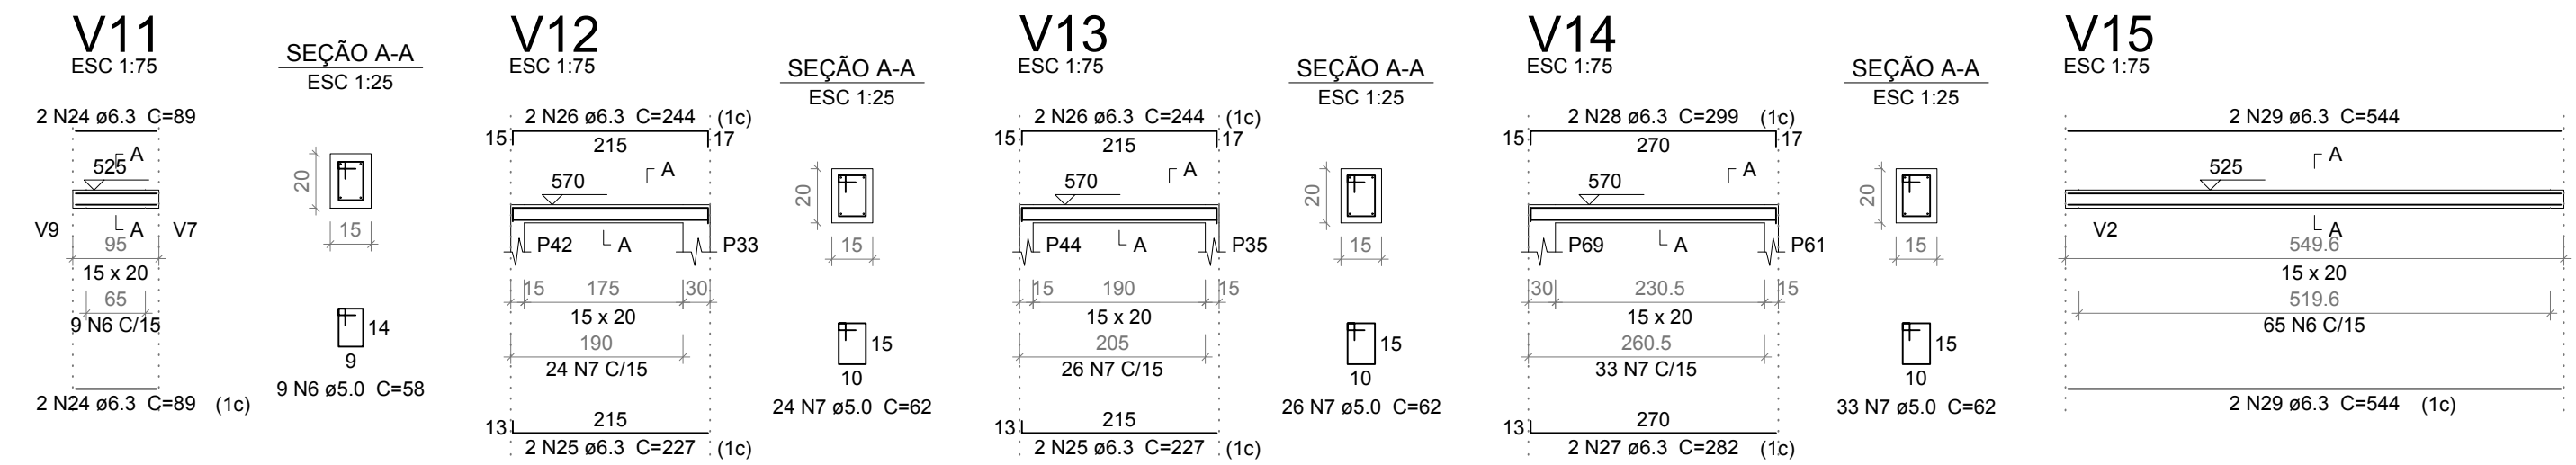 V11
ESC 1:75
SEÇÃO A-A
ESC 1:25
2 N24 ø6.3 C=89
A
525
V9
A
V7
95
15 x 20
65
9 N6 C/15
2 N24 ø6.3 C=89 (1c)
20
15
14
9
9 N6 ø5.0 C=58
V12
ESC 1:75
SEÇÃO A-A
ESC 1:25
2 N26 ø6.3 C=244 (1c)
15
215
17
A
570
P42
A
P33
15
175
30
15 x 20
190
24 N7 C/15
215
13
2 N25 ø6.3 C=227 (1c)
20
15
15
10
24 N7 ø5.0 C=62
V13
ESC 1:75
SEÇÃO A-A
ESC 1:25
2 N26 ø6.3 C=244 (1c)
15
215
17
A
570
P44
A
P35
15
190
15
15 x 20
205
26 N7 C/15
215
13
2 N25 ø6.3 C=227 (1c)
20
15
15
10
26 N7 ø5.0 C=62
V14
ESC 1:75
SEÇÃO A-A
ESC 1:25
2 N28 ø6.3 C=299 (1c)
15
270
17
A
570
P69
A
P61
30
230.5
15
15 x 20
260.5
33 N7 C/15
270
13
2 N27 ø6.3 C=282 (1c)
20
15
15
10
33 N7 ø5.0 C=62
V15
ESC 1:75
2 N29 ø6.3 C=544
A
525
V2
A
549.6
15 x 20
519.6
65 N6 C/15
2 N29 ø6.3 C=544 (1c)